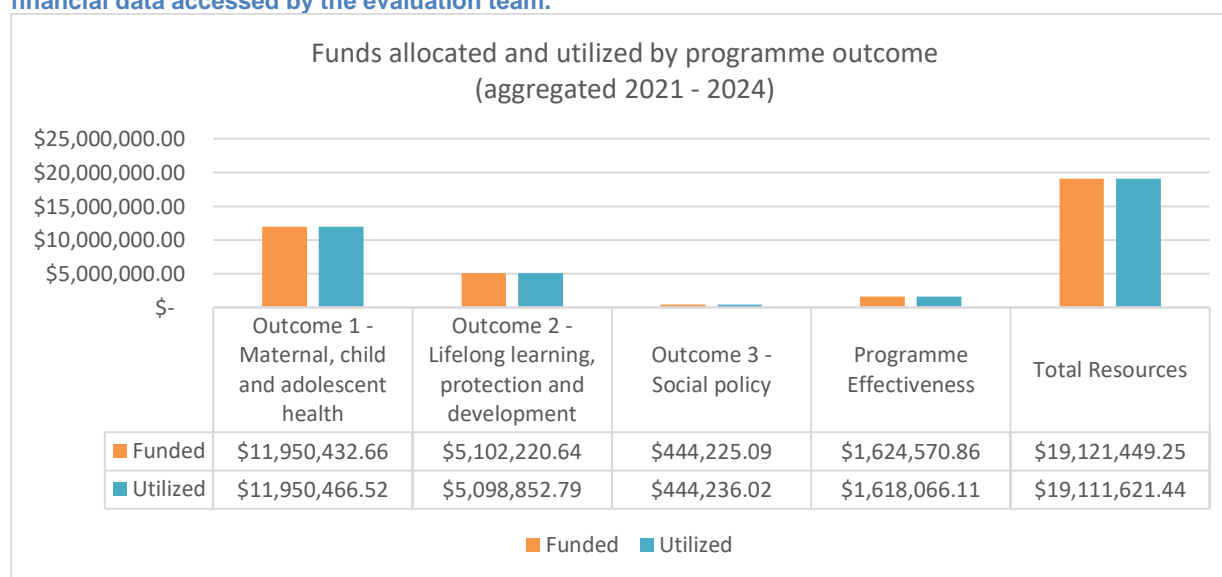 financial data accessed by the evaluation team.
Funds allocated and utilized by programme outcome
(aggregated 2021 - 2024)
$25,000,000.00
$20,000,000.00
$15,000,000.00
$10,000,000.00
$5,000,000.00
$-
Outcome 1 -
Maternal, child
and adolescent
health
Outcome 2 -
Lifelong learning,
protection and
development
Outcome 3 -
Social policy
Programme
Effectiveness
Total Resources
Funded $11,950,432.66 $5,102,220.64 $444,225.09 $1,624,570.86 $19,121,449.25
Utilized $11,950,466.52 $5,098,852.79 $444,236.02 $1,618,066.11 $19,111,621.44
Funded Utilized